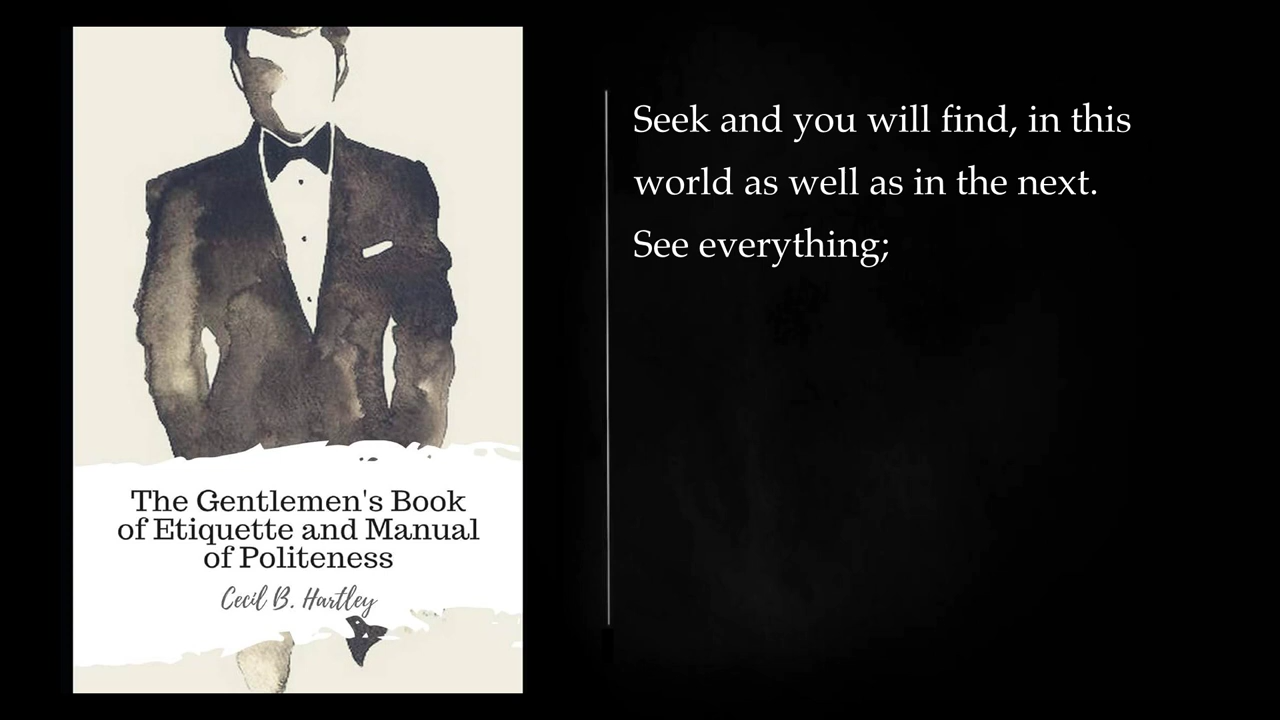 The Gentlemen's Book
of Etiquette and Manual
of Politeness
Cecil B. Hartley
Seek and you will find, in this
world as well as in the next.
See everything;